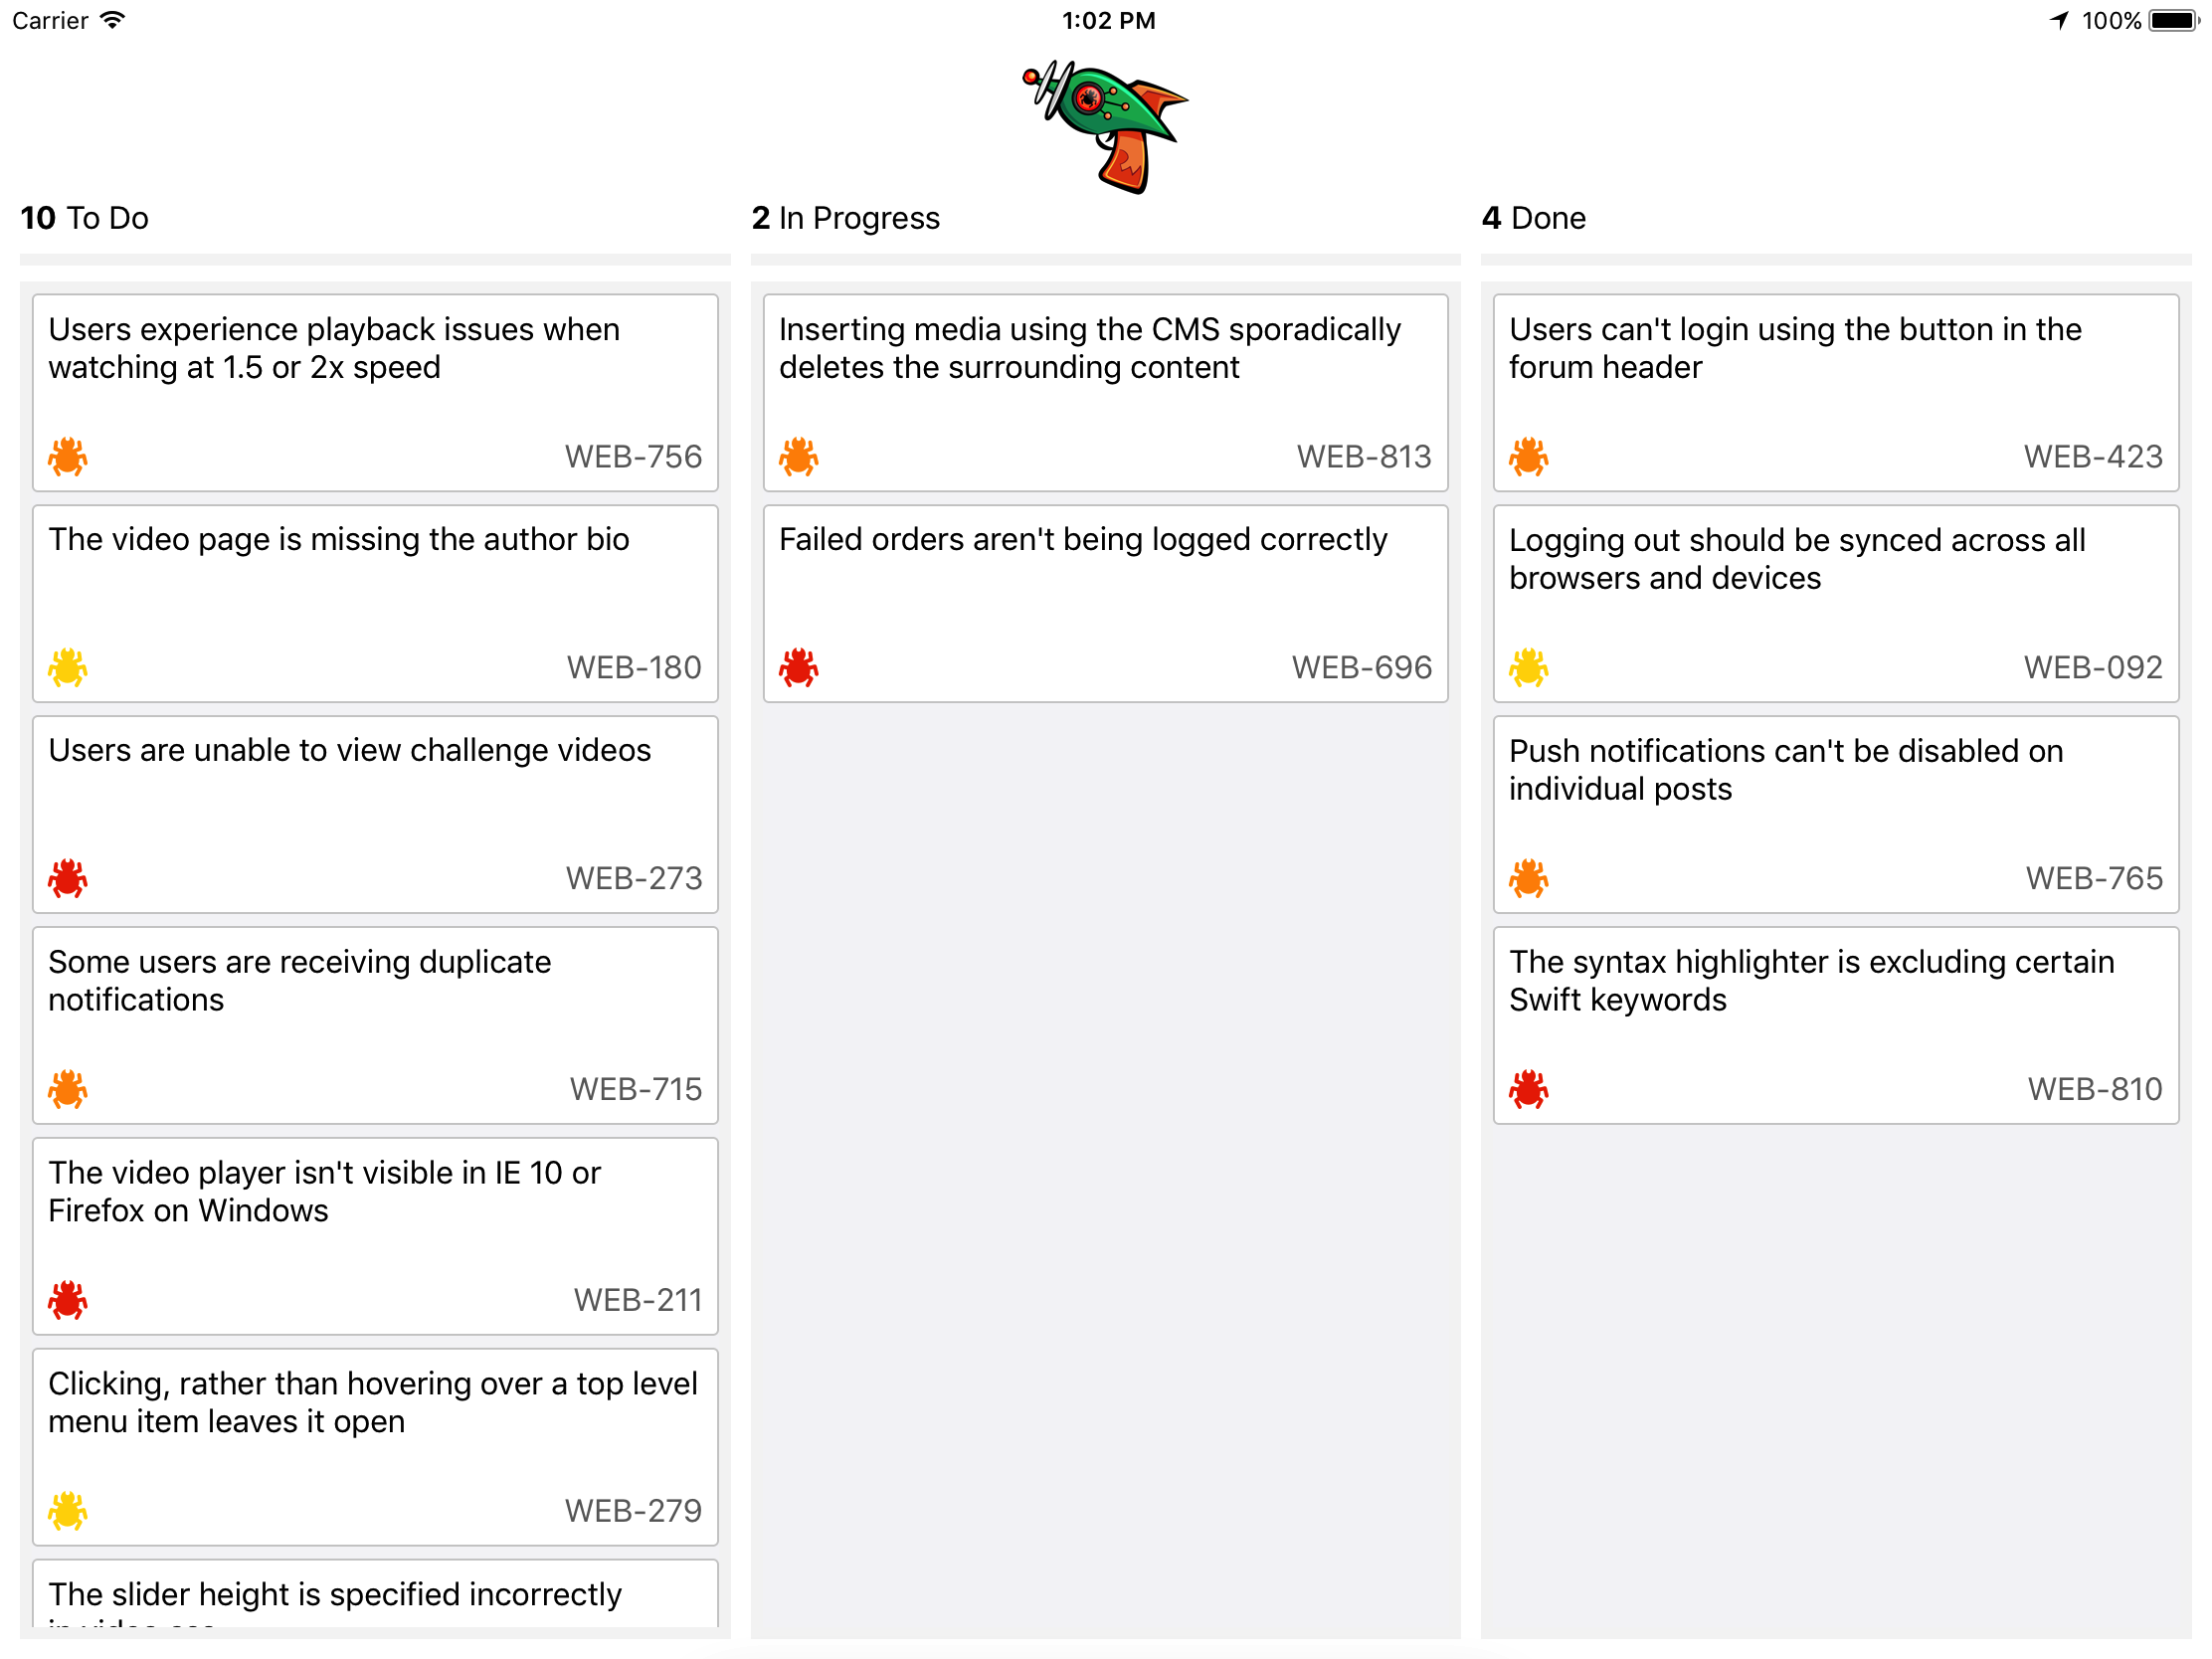 Carrier
1:02 PM
100%
10 To Do
Users experience playback issues when
watching at 1.5 or 2x speed
WEB-756
The video page is missing the author bio
WEB-180
Users are unable to view challenge videos
WEB-273
Some users are receiving duplicate
notifications
WEB-715
The video player isn't visible in IE 10 or
Firefox on Windows
WEB-211
Clicking, rather than hovering over a top level
menu item leaves it open
WEB-279
The slider height is specified incorrectly
2 In Progress
Inserting media using the CMS sporadically
deletes the surrounding content
WEB-813
Failed orders aren't being logged correctly
WEB-696
4 Done
Users can't login using the button in the
forum header
WEB-423
Logging out should be synced across all
browsers and devices
WEB-092
Push notifications can't be disabled on
individual posts
WEB-765
The syntax highlighter is excluding certain
Swift keywords
WEB-810